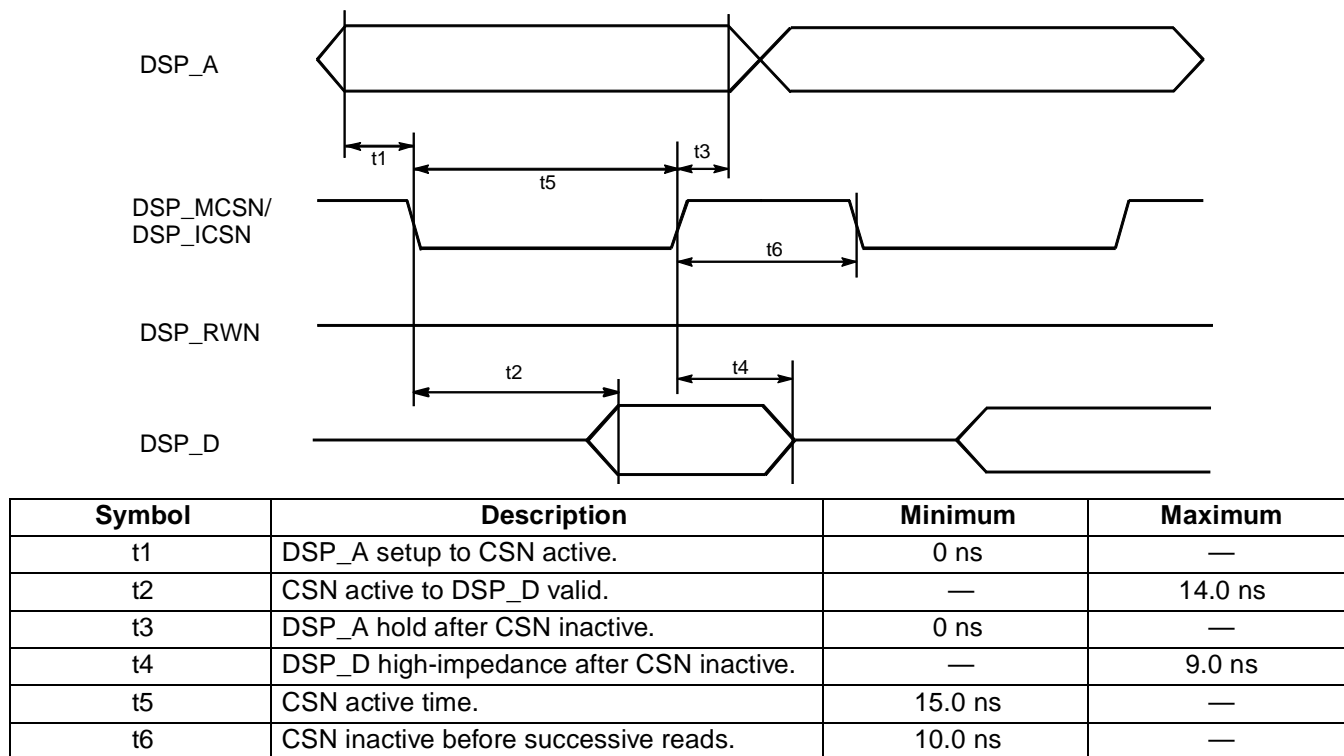 DSP_A
t1
t3
t5
DSP_MCSN/
DSP_ICSN
t6
DSP_RWN
t2
t4
DSP_D
Symbol Description Minimum Maximum
t1 DSP_A setup to CSN active. 0 ns —
t2 CSN active to DSP_D valid. — 14.0 ns
t3 DSP_A hold after CSN inactive. 0 ns —
t4 DSP_D high-impedance after CSN inactive. — 9.0 ns
t5 CSN active time. 15.0 ns —
t6 CSN inactive before successive reads. 10.0 ns —